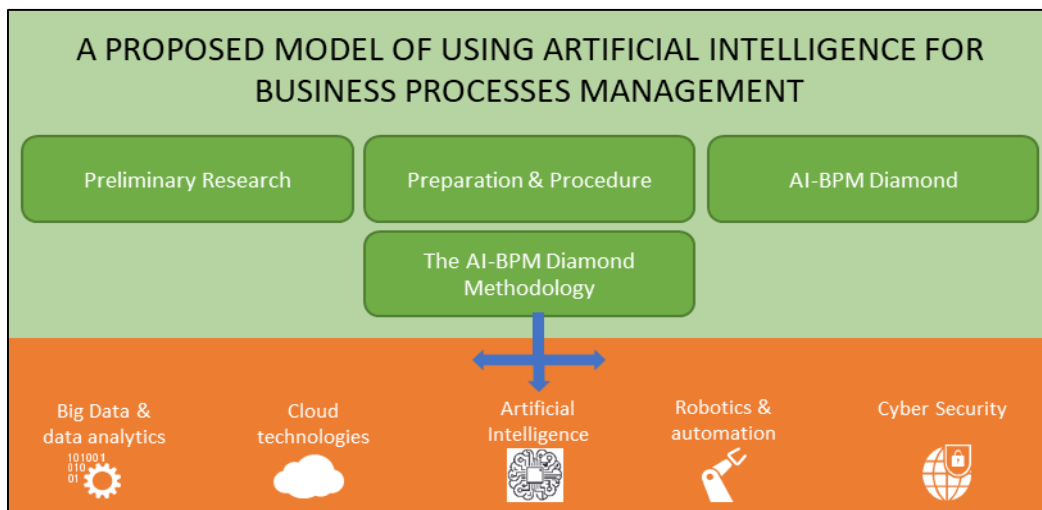 A PROPOSED MODEL OF USING ARTIFICIAL INTELLIGENCE FOR
BUSINESS PROCESSES MANAGEMENT
Preliminary Research
Preparation & Procedure
AI-BPM Diamond
The AI-BPM Diamond
Methodology
Big Data &
data analytics
101001
010
01
Cloud
technologies
Artificial
Intelligence
Robotics &
automation
Cyber Security